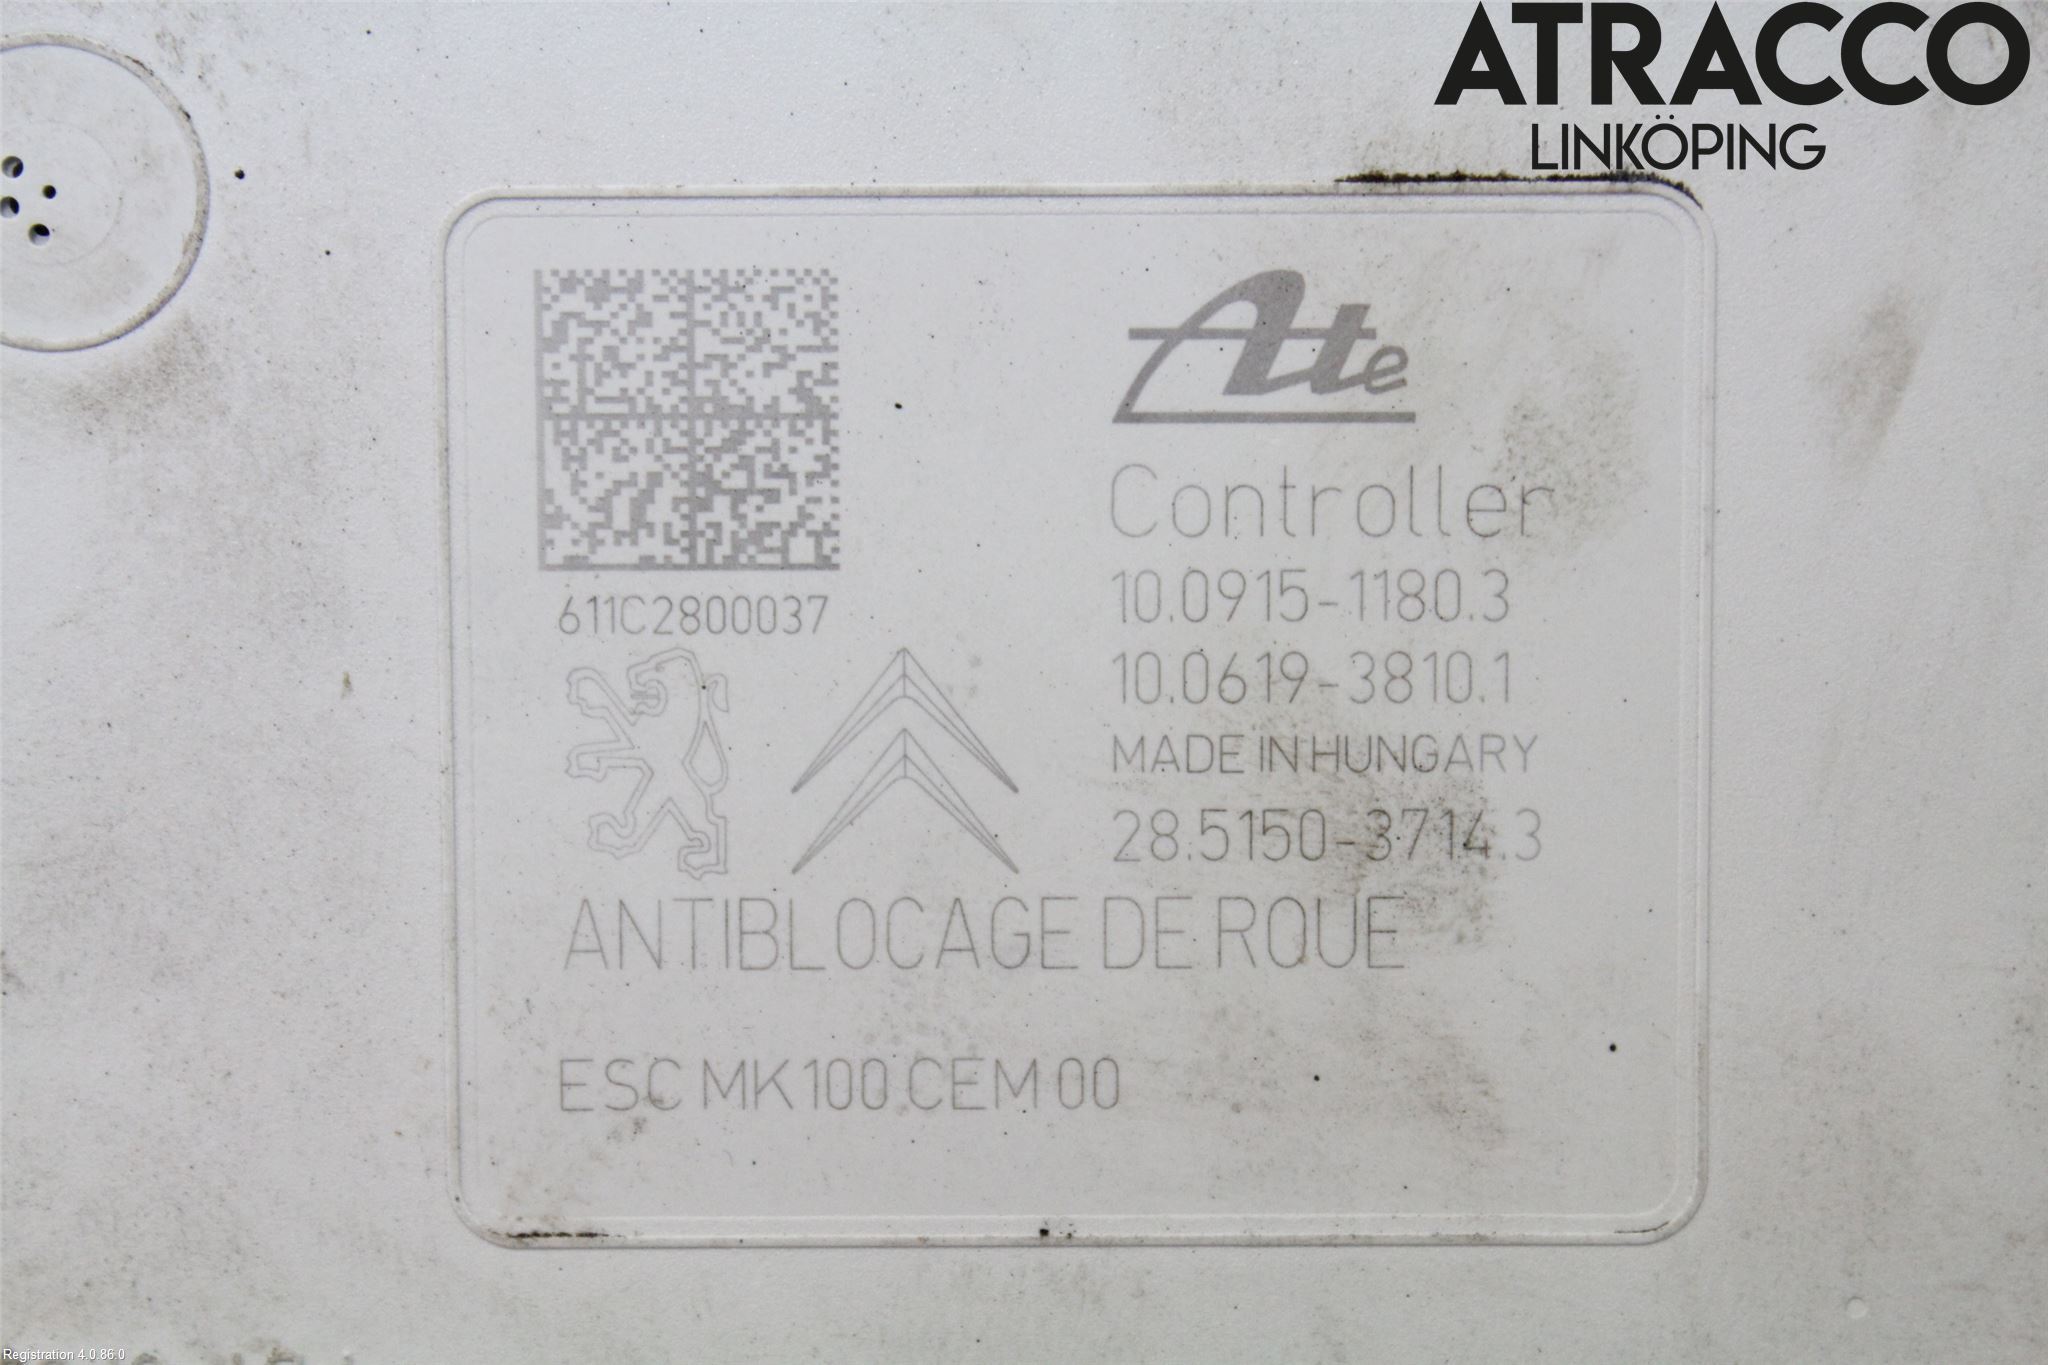 ATRACCO
LINKÖPING
Ate
Controller
611C2800037
10.0915-1180.3
10.0619-3810.1
MADE IN HUNGARY
28.5150-3714.3
ANTIBLOCAGE DE ROUE
ESC MK100 CEM 00
Registration 4.0.86.0